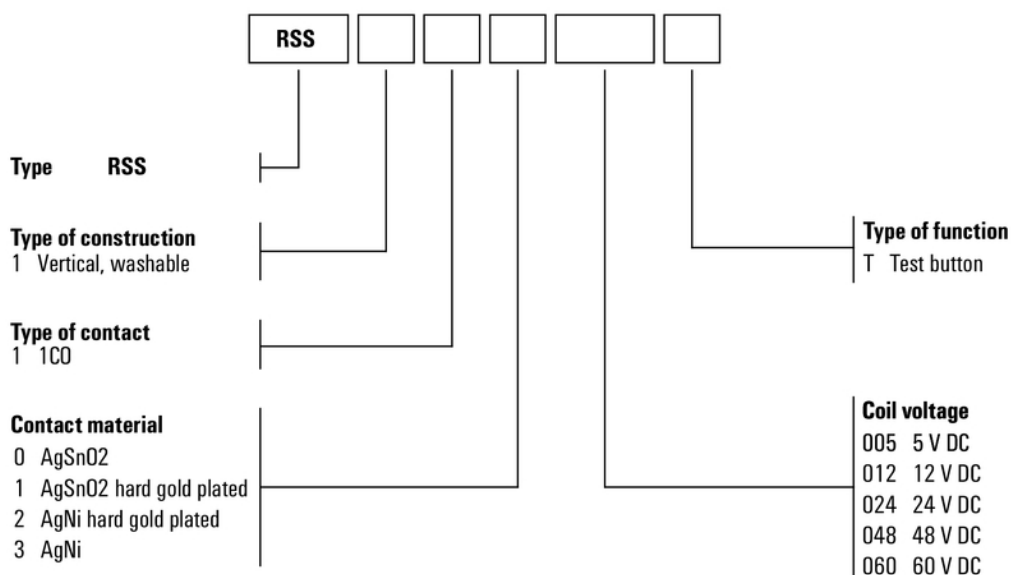 RSS
Type RSS
Type of construction
1 Vertical, washable
Type of contact
1 1CO
Contact material
0 AgSnO2
1 AgSnO2 hard gold plated
2 AgNi hard gold plated
3 AgNi
Type of function
T Test button
Coil voltage
005 5 V DC
012 12 V DC
024 24 V DC
048 48 V DC
060 60 V DC